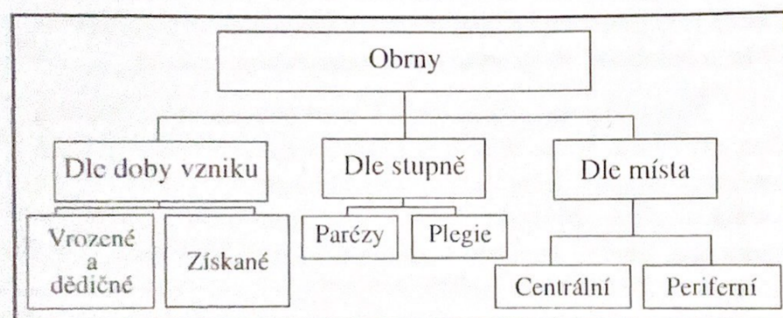 Obrny
Dle doby vzniku
Dle stupně
Dle místa
Vrozené
a
dědičné
Získané
Parézy
Plegie
Centrální
Periferní